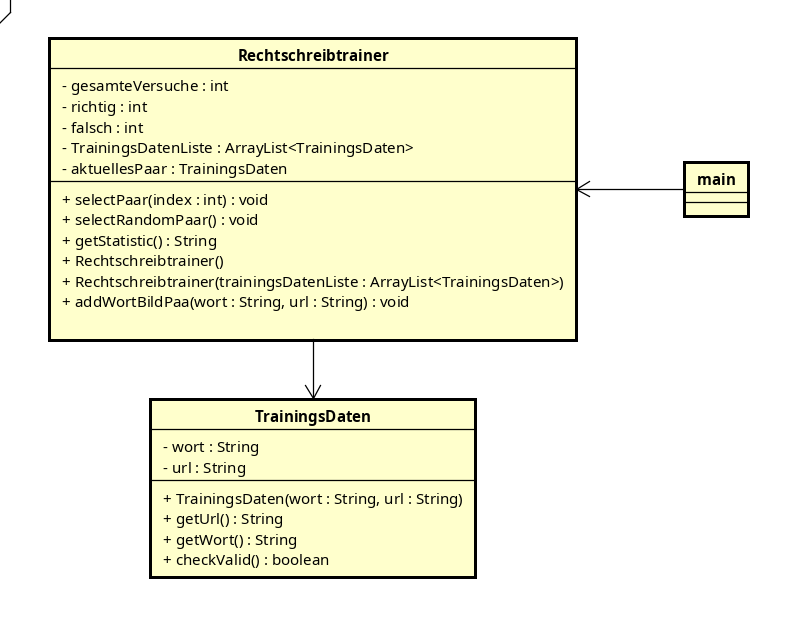 Rechtschreibtrainer
- gesamteVersuche : int
- richtig : int
- falsch : int
- TrainingsDatenListe : ArrayList<TrainingsDaten>
- aktuellesPaar : TrainingsDaten
+ selectPaar(index : int) : void
+ selectRandomPaar() : void
+ getStatistic() : String
+ Rechtschreibtrainer()
+ Rechtschreibtrainer(trainingsDatenListe : ArrayList<TrainingsDaten>)
+ addWortBildPaa(wort : String, url : String) : void
main
TrainingsDaten
- wort : String
- url : String
+ TrainingsDaten(wort : String, url : String)
+ getUrl() : String
+ getWort() : String
+ checkValid() : boolean